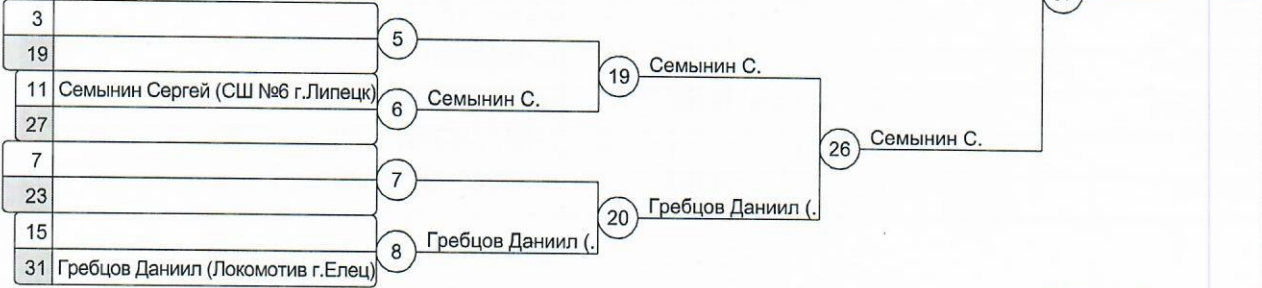 3
5
19
19 Семынин С.
11 Семынин Сергей (СШ №6 г.Липецк)
6 Семынин С.
27
26 Семынин С.
7
7
23
20 Гребцов Даниил (.
15
8 Гребцов Даниил (.
31 Гребцов Даниил (Локомотив г.Елец)